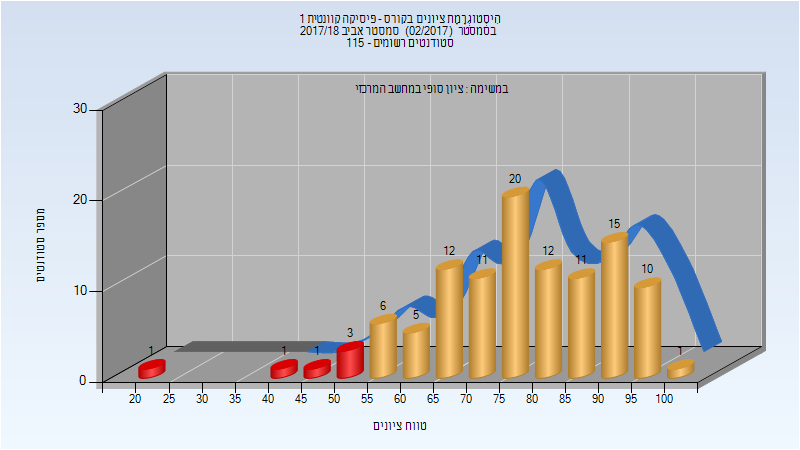 היסטוגרמת ציונים בקורס - פיסיקה קוונטית 1
בסמסטר (02/2017) סמסטר אביב 2017/18
סטודנטים רשומים - 115
במשימה : ציון סופי במחשב המרכזי
מספר סטודנטים
30
20
10
0
1 1 1 3 6 5 12 11 20 12 11 15 10 1
20 25 30 35 40 45 50 55 60 65 70 75 80 85 90 95 100
טווח ציונים